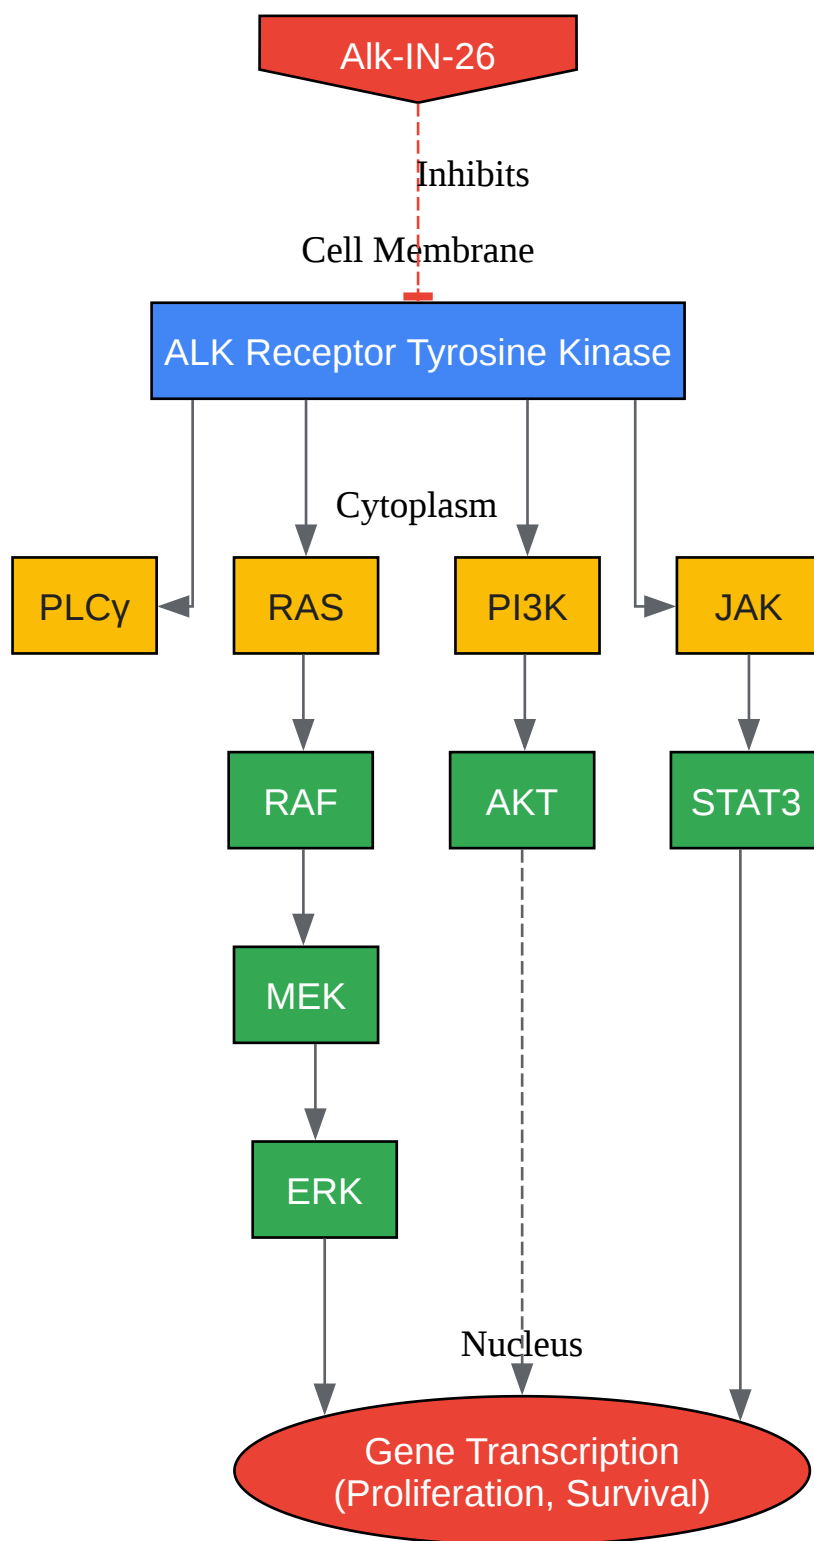 Alk-IN-26
Inhibits
Cell Membrane
ALK Receptor Tyrosine Kinase
Cytoplasm
PLCγ
RAS
PI3K
JAK
RAF
AKT
STAT3
MEK
ERK
Nucleus
Gene Transcription
(Proliferation, Survival)